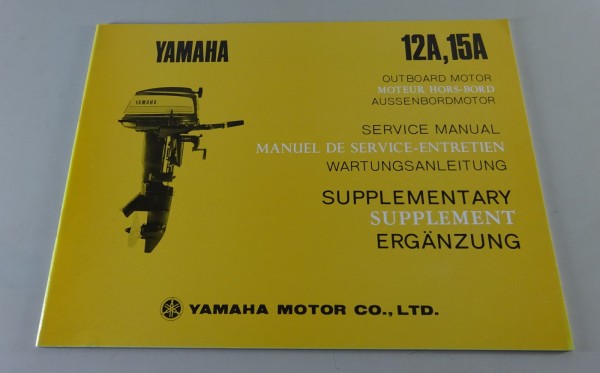 YAMAHA
12A, 15A
OUTBOARD MOTOR
MOTEUR HORS-BORD
AUSSENBORDMOTOR
YAMAHA
SERVICE MANUAL
MANUEL DE SERVICE-ENTRETIEN
WARTUNGSANLEITUNG
SUPPLEMENTARY
SUPPLEMENT
ERGÄNZUNG
YAMAHA MOTOR CO., LTD.